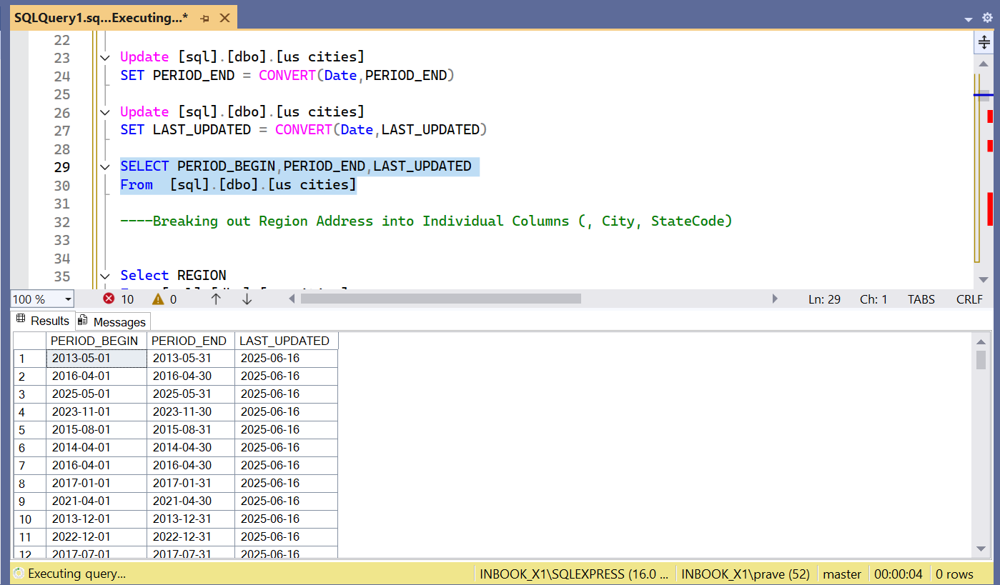 SQLQuery1.sq...Executing...*
22
23 Update [sql].[dbo].[us cities]
24 SET PERIOD_END = CONVERT(Date,PERIOD_END)
25
26 Update [sql].[dbo].[us cities]
27 SET LAST_UPDATED = CONVERT(Date,LAST_UPDATED)
28
29 SELECT PERIOD_BEGIN,PERIOD_END,LAST_UPDATED
30 From  [sql].[dbo].[us cities]
31
32 ----Breaking out Region Address into Individual Columns (, City, StateCode)
33
34
35 Select REGION
100 % 10 0 Ln: 29 Ch: 1 TABS CRLF
Results Messages
PERIOD_BEGIN PERIOD_END LAST_UPDATED
1 2013-05-01 2013-05-31 2025-06-16
2 2016-04-01 2016-04-30 2025-06-16
3 2025-05-01 2025-05-31 2025-06-16
4 2023-11-01 2023-11-30 2025-06-16
5 2015-08-01 2015-08-31 2025-06-16
6 2014-04-01 2014-04-30 2025-06-16
7 2016-04-01 2016-04-30 2025-06-16
8 2017-01-01 2017-01-31 2025-06-16
9 2021-04-01 2021-04-30 2025-06-16
10 2013-12-01 2013-12-31 2025-06-16
11 2022-12-01 2022-12-31 2025-06-16
12 2017-07-01 2017-07-31 2025-06-16
Executing query... INBOOK_X1\SQLEXPRESS (16.0 ... INBOOK_X1\prave (52) master 00:00:04 0 rows